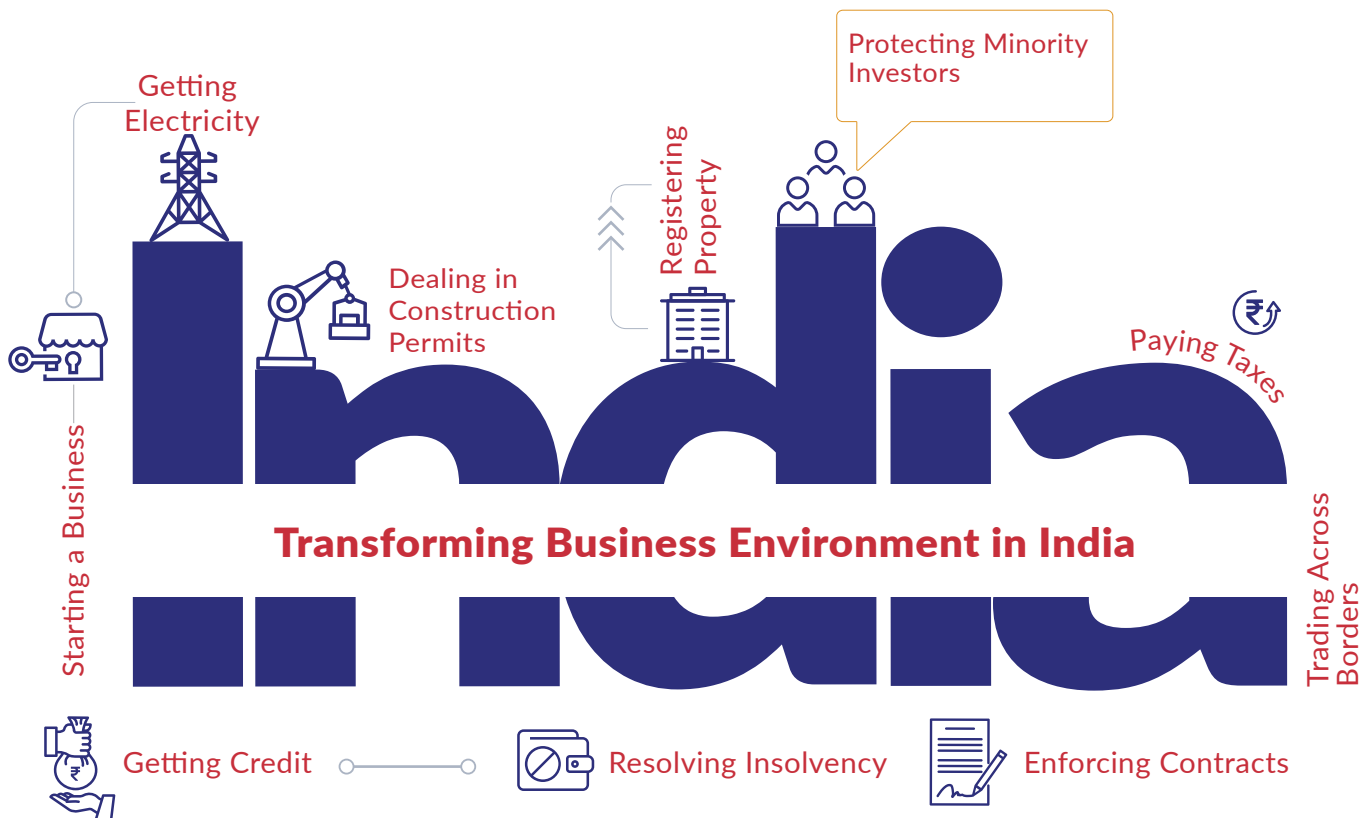 Protecting Minority
Investors
Getting
Electricity
Registering
Property
Dealing in
Construction
Permits
₹
Paying Taxes
India
Transforming Business Environment in India
Starting a Business
Trading Across
Borders
₹
Getting Credit
Resolving Insolvency
Enforcing Contracts